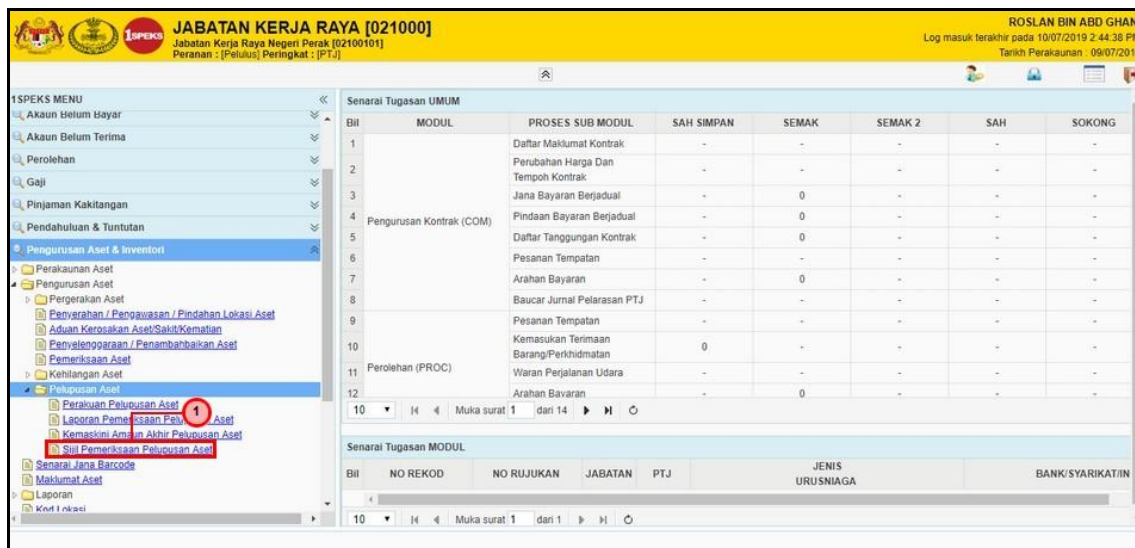 1SPEKS
JABATAN KERJA RAYA [021000]
Jabatan Kerja Raya Negeri Perak [02100101]
Peranan : [Pelulus] Peringkat : [PTJ]
ROSLAN BIN ABD GHAN
Log masuk terakhir pada 10/07/2019 2:44:38 P
Tarikh Perakaunan : 09/07/201
1SPEKS MENU
Akaun Belum Bayar
Akaun Belum Terima
Perolehan
Gaji
Pinjaman Kakitangan
Pendahuluan & Tuntutan
Pengurusan Aset & Inventori
Perakaunan Aset
Pengurusan Aset
Pergerakan Aset
Penyerahan / Pengawasan / Pindahan Lokasi Aset
Aduan Kerosakan Aset/Sakit/Kematian
Penyelenggaraan / Penambahbaikan Aset
Pemeriksaan Aset
Kehilangan Aset
Pelupusan Aset
Perakuan Pelupusan Aset
1
Laporan Pemeriksaan Pelu Aset
Kemaskini Amaun Akhir Pelupusan Aset
Sijil Pemeriksaan Pelupusan Aset
Senarai Jana Barcode
Maklumat Aset
Laporan
Kod Lokasi
Senarai Tugasan UMUM
Bil MODUL PROSES SUB MODUL SAH SIMPAN SEMAK SEMAK 2 SAH SOKONG
1 Daftar Maklumat Kontrak - - - - -
2 Perubahan Harga Dan
Tempoh Kontrak - - - - -
3 Jana Bayaran Berjadual - 0 - - -
Pengurusan Kontrak (COM)
4 Pindaan Bayaran Berjadual - 0 - - -
5 Daftar Tanggungan Kontrak - 0 - - -
6 Pesanan Tempatan - - - - -
7 Arahan Bayaran - 0 - - -
8 Baucar Jurnal Pelarasan PTJ - - - - -
9 Pesanan Tempatan - - - - -
10 Kemasukan Terimaan
Barang/Perkhidmatan 0 - - - -
Perolehan (PROC)
11 Waran Perjalanan Udara - - - - -
12 Arahan Bayaran - 0 - - -
10 Muka surat 1 dari 14
Senarai Tugasan MODUL
Bil NO REKOD NO RUJUKAN JABATAN PTJ JENIS
URUSNIAGA BANK/SYARIKAT/IN
10 Muka surat 1 dari 1